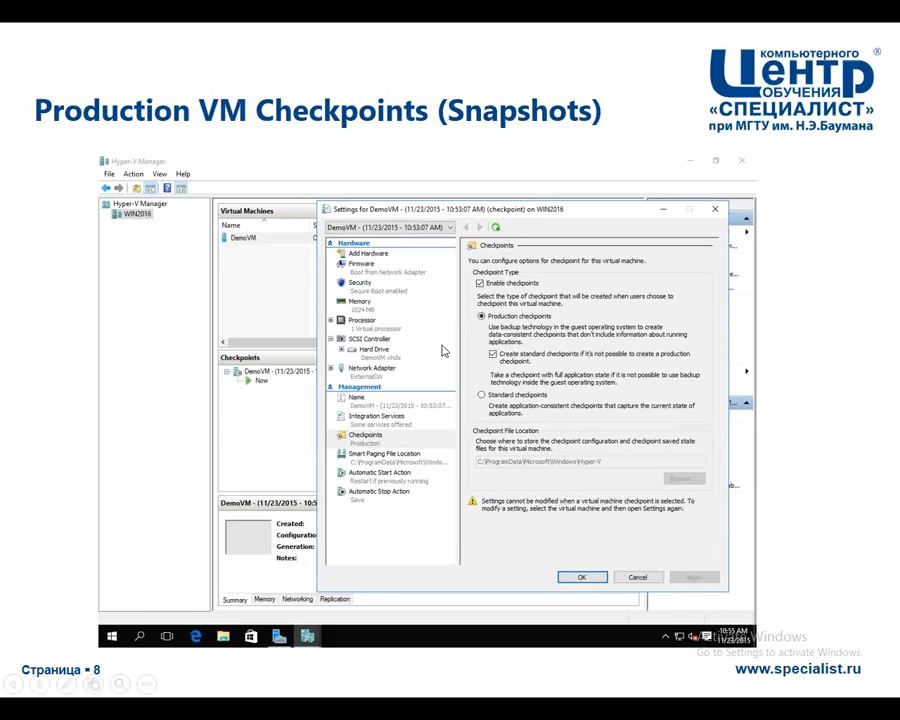 компьютерного
Центр
ОБУЧЕНИЯ
®
«СПЕЦИАЛИСТ»
при МГТУ им. Н.Э.Баумана
Production VM Checkpoints (Snapshots)
Hyper-V Manager
File Action View Help
Hyper-V Manager
WIN2016
Virtual Machines
Name
DemoVM
Checkpoints
DemoVM - (11/23/2015 - 10:53:
Now
DemoVM - (11/23/2015 - 10:5
Created:
Configuratio
Generation:
Notes:
Summary Memory Networking Replication
Settings for DemoVM - (11/23/2015 - 10:53:07 AM) (checkpoint) on WIN2016
DemoVM - (11/23/2015 - 10:53:07 AM)
Hardware
Add Hardware
Firmware
Boot from Network Adapter
Security
Secure Boot enabled
Memory
1024 MB
Processor
1 Virtual processor
SCSI Controller
Hard Drive
DemoVM.vhdx
Network Adapter
ExternalSW
Management
Name
DemoVM - (11/23/2015 - 10:53:07...
Integration Services
Some services offered
Checkpoints
Production
Smart Paging File Location
C:\ProgramData\Microsoft\Winds...
Automatic Start Action
Restart if previously running
Automatic Stop Action
Save
Checkpoints
You can configure options for checkpoint for this virtual machine.
Checkpoint Type
Enable checkpoints
Select the type of checkpoint that will be created when users choose to
checkpoint this virtual machine.
Production checkpoints
Use backup technology in the guest operating system to create
data-consistent checkpoints that don't include information about running
applications.
Create standard checkpoints if it's not possible to create a production
checkpoint.
Take a checkpoint with full application state if it is not possible to use backup
technology inside the guest operating system.
Standard checkpoints
Create application-consistent checkpoints that capture the current state of
applications.
Checkpoint File Location
Choose where to store the checkpoint configuration and checkpoint saved state
files for this virtual machine.
C:\ProgramData\Microsoft\Windows\Hyper-V
Browse...
Settings cannot be modified when a virtual machine checkpoint is selected. To
modify a setting, select the virtual machine and then open Settings again.
OK Cancel Apply
10:55 AM
11/23/2015
Activate Windows
Go to Settings to activate Windows.
Страница ▪ 8
www.specialist.ru